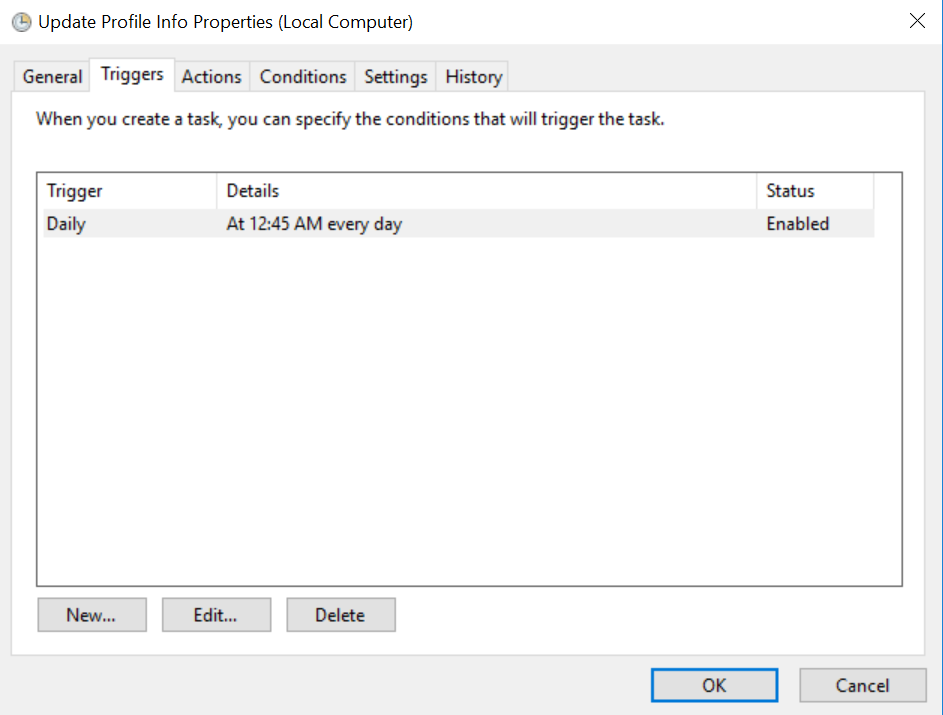 Update Profile Info Properties (Local Computer)
General Triggers Actions Conditions Settings History
When you create a task, you can specify the conditions that will trigger the task.
Trigger Details Status
Daily At 12:45 AM every day Enabled
New... Edit... Delete
OK Cancel